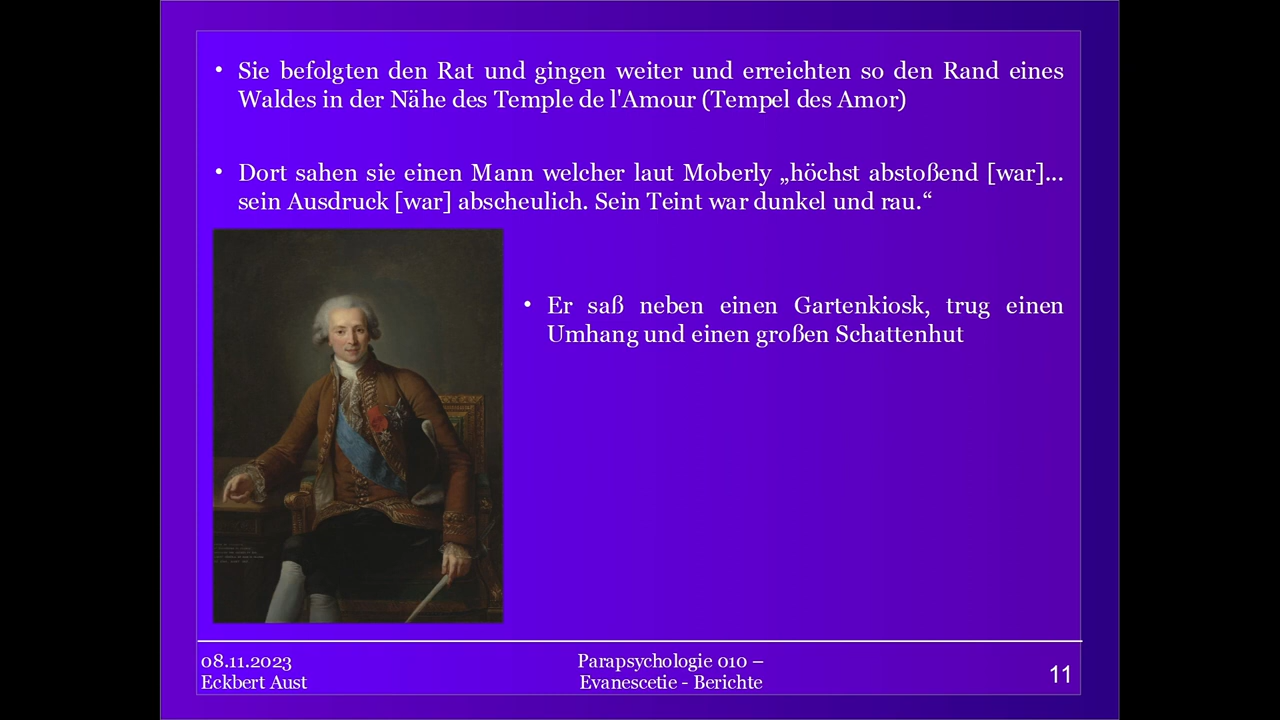 • Sie befolgten den Rat und gingen weiter und erreichten so den Rand eines
Waldes in der Nähe des Temple de l'Amour (Tempel des Amor)
• Dort sahen sie einen Mann welcher laut Moberly „höchst abstoßend [war]...
sein Ausdruck [war] abscheulich. Sein Teint war dunkel und rau.“
• Er saß neben einen Gartenkiosk, trug einen
Umhang und einen großen Schattenhut
08.11.2023
Eckbert Aust
Parapsychologie 010 –
Evanescetie - Berichte
11